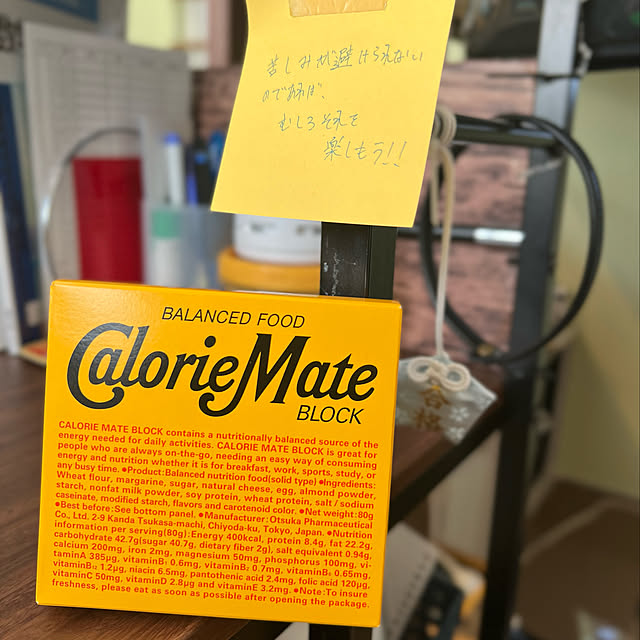 苦しみが避けられない
のであれば、
むしろそれを
楽しもう!!
BALANCED FOOD
CalorieMate
BLOCK
CALORIE MATE BLOCK contains a nutritionally balanced source of the
energy needed for daily activities. CALORIE MATE BLOCK is great for
people who are always on-the-go, needing an easy way of consuming
energy and nutrition whether it is for breakfast, work, sports, study, or
any busy time. ●Product:Balanced nutrition food(solid type) ●Ingredients:
Wheat flour, margarine, sugar, natural cheese, egg, almond powder,
starch, nonfat milk powder, soy protein, wheat protein, salt / sodium
caseinate, modified starch, flavors and carotenoid color. ●Net weight:80g
●Best before:See bottom panel. ●Manufacturer:Otsuka Pharmaceutical
Co., Ltd. 2-9 Kanda Tsukasa-machi, Chiyoda-ku, Tokyo, Japan. ●Nutrition
information per serving(80g):Energy 400kcal, protein 8.4g, fat 22.2g,
carbohydrate 42.7g(sugar 40.7g, dietary fiber 2g), salt equivalent 0.94g,
calcium 200mg, iron 2mg, magnesium 50mg, phosphorus 100mg, vi-
taminA 385μg, vitaminB₁ 0.6mg, vitaminB₂ 0.7mg, vitaminB₆ 0.65mg,
vitaminB₁₂ 1.2μg, niacin 6.5mg, pantothenic acid 2.4mg, folic acid 120μg,
vitaminC 50mg, vitaminD 2.8μg and vitaminE 3.2mg. ●Note:To insure
freshness, please eat as soon as possible after opening the package.
合格